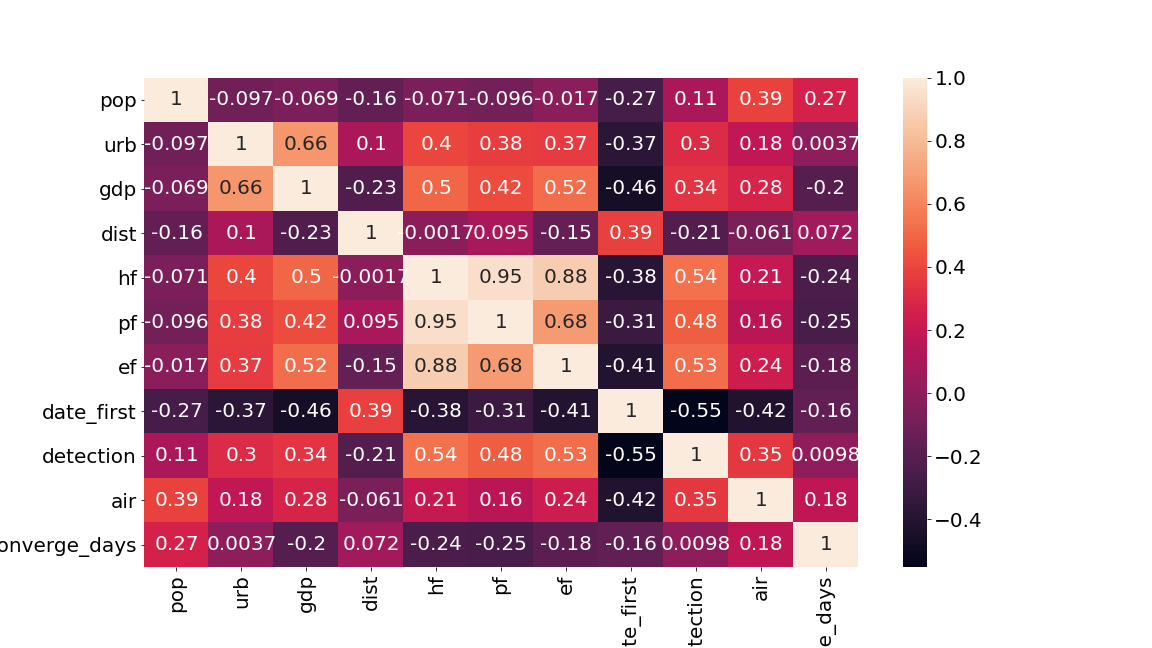 pop 1 -0.097 -0.069 -0.16 -0.071 -0.096 -0.017 -0.27 0.11 0.39 0.27
urb -0.097 1 0.66 0.1 0.4 0.38 0.37 -0.37 0.3 0.18 0.0037
gdp -0.069 0.66 1 -0.23 0.5 0.42 0.52 -0.46 0.34 0.28 -0.2
dist -0.16 0.1 -0.23 1 -0.0017 0.095 -0.15 0.39 -0.21 -0.061 0.072
hf -0.071 0.4 0.5 -0.0017 1 0.95 0.88 -0.38 0.54 0.21 -0.24
pf -0.096 0.38 0.42 0.095 0.95 1 0.68 -0.31 0.48 0.16 -0.25
ef -0.017 0.37 0.52 -0.15 0.88 0.68 1 -0.41 0.53 0.24 -0.18
date_first -0.27 -0.37 -0.46 0.39 -0.38 -0.31 -0.41 1 -0.55 -0.42 -0.16
detection 0.11 0.3 0.34 -0.21 0.54 0.48 0.53 -0.55 1 0.35 0.0098
air 0.39 0.18 0.28 -0.061 0.21 0.16 0.24 -0.42 0.35 1 0.18
onverge_days 0.27 0.0037 -0.2 0.072 -0.24 -0.25 -0.18 -0.16 0.0098 0.18 1
pop urb gdp dist hf pf ef te_first tection air e_days
1.0
0.8
0.6
0.4
0.2
0.0
−0.2
−0.4